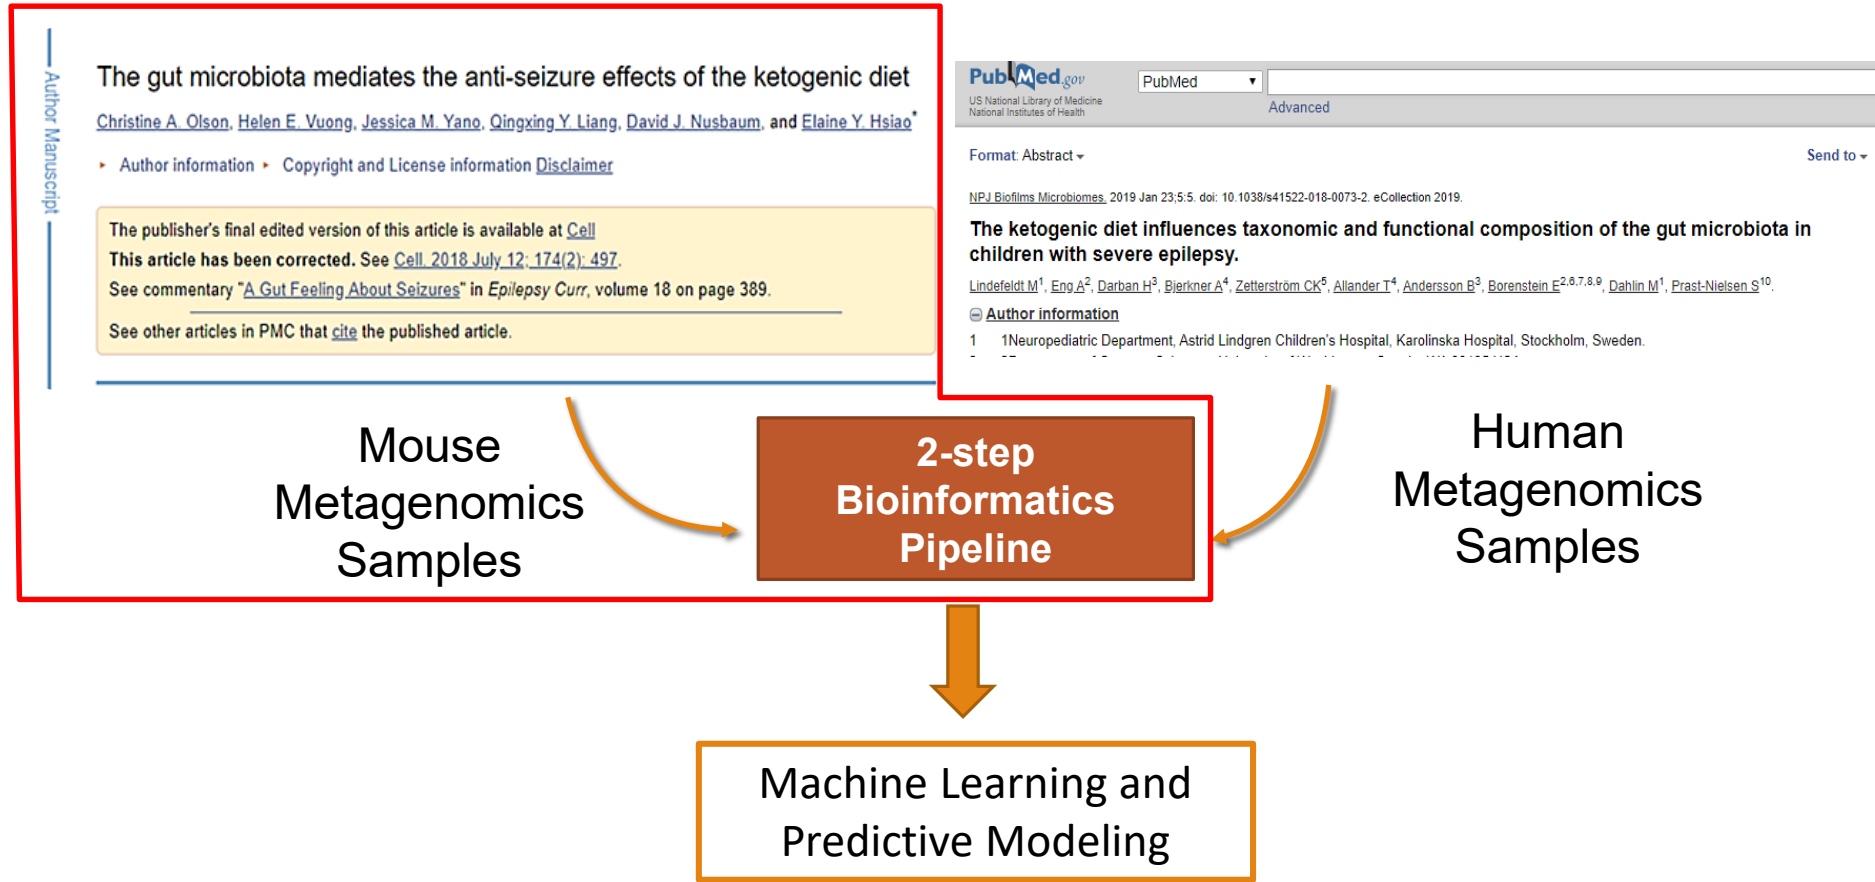 Author Manuscript
The gut microbiota mediates the anti-seizure effects of the ketogenic diet
Christine A. Olson, Helen E. Vuong, Jessica M. Yano, Qingxing Y. Liang, David J. Nusbaum, and Elaine Y. Hsiao*
Author information Copyright and License information Disclaimer
The publisher's final edited version of this article is available at Cell
This article has been corrected. See Cell. 2018 July 12; 174(2): 497.
See commentary "A Gut Feeling About Seizures" in Epilepsy Curr, volume 18 on page 389.
See other articles in PMC that cite the published article.
PubMed.gov
US National Library of Medicine
National Institutes of Health
PubMed
Advanced
Format: Abstract
Send to
NPJ Biofilms Microbiomes. 2019 Jan 23;5:5. doi: 10.1038/s41522-018-0073-2. eCollection 2019.
The ketogenic diet influences taxonomic and functional composition of the gut microbiota in
children with severe epilepsy.
Lindefeldt M1, Eng A2, Darban H3, Bjerkner A4, Zetterström CK5, Allander T4, Andersson B3, Borenstein E2,6,7,8,9, Dahlin M1, Prast-Nielsen S10.
Author information
1 1Neuropediatric Department, Astrid Lindgren Children's Hospital, Karolinska Hospital, Stockholm, Sweden.
Mouse
Metagenomics
Samples
2-step
Bioinformatics
Pipeline
Human
Metagenomics
Samples
Machine Learning and
Predictive Modeling